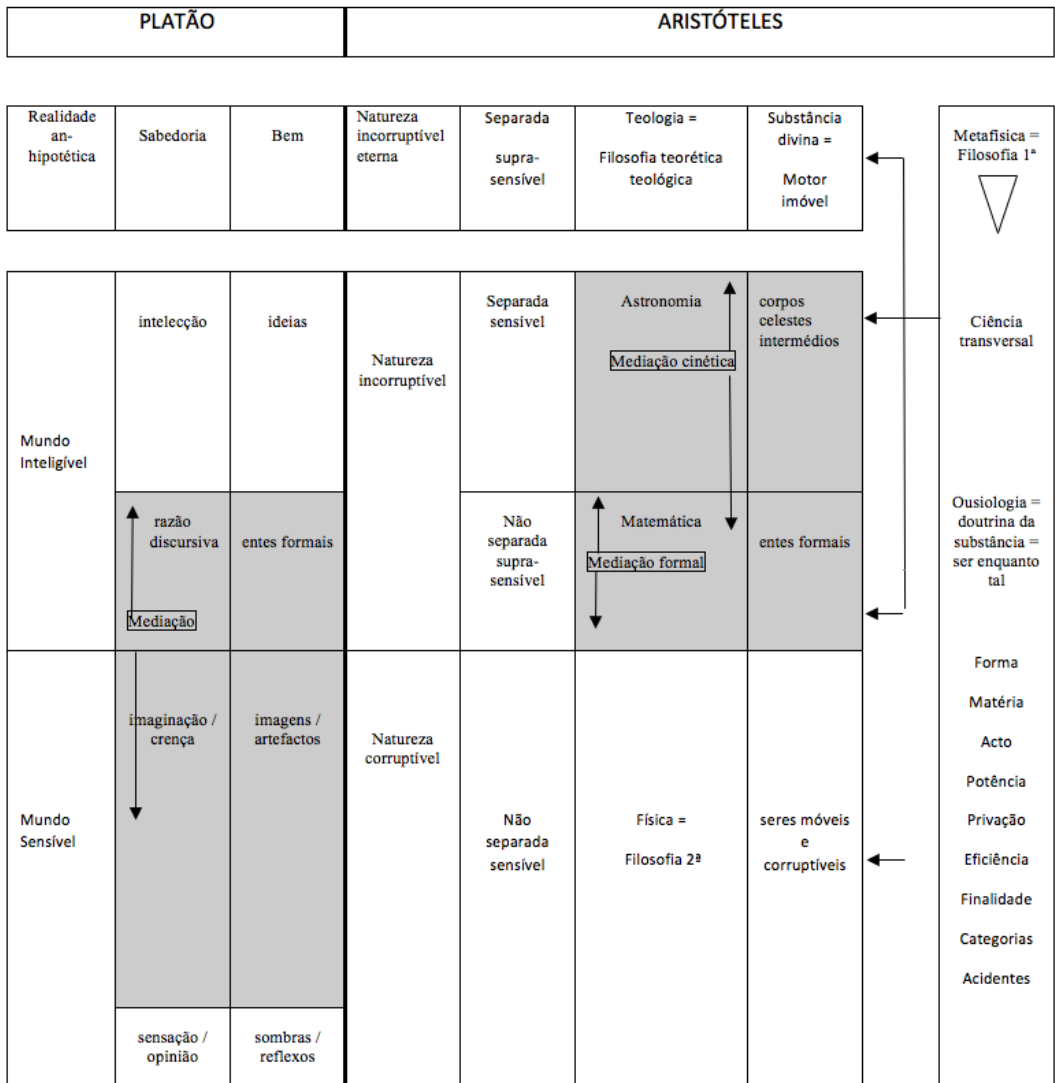 PLATÃO
ARISTÓTELES
Realidade
an-
hipotética
Sabedoria
Bem
Natureza
incorruptível
eterna
Separada
supra-
sensível
Teologia =
Filosofia teorética
teológica
Substância
divina =
Motor
imóvel
Metafísica =
Filosofia 1ª
Mundo
Inteligível
intelecção
ideias
Natureza
incorruptível
Separada
sensível
Astronomia
Mediação cinética
corpos
celestes
intermédios
Ciência
transversal
razão
discursiva
Mediação
entes formais
Não
separada
supra-
sensível
Matemática
Mediação formal
entes formais
Ousiologia =
doutrina da
substância =
ser enquanto
tal
Mundo
Sensível
imaginação /
crença
imagens /
artefactos
Natureza
corruptível
Não
separada
sensível
Física =
Filosofia 2ª
seres móveis
e
corruptíveis
Forma
Matéria
Acto
Potência
Privação
Eficiência
Finalidade
Categorias
Acidentes
sensação /
opinião
sombras /
reflexos